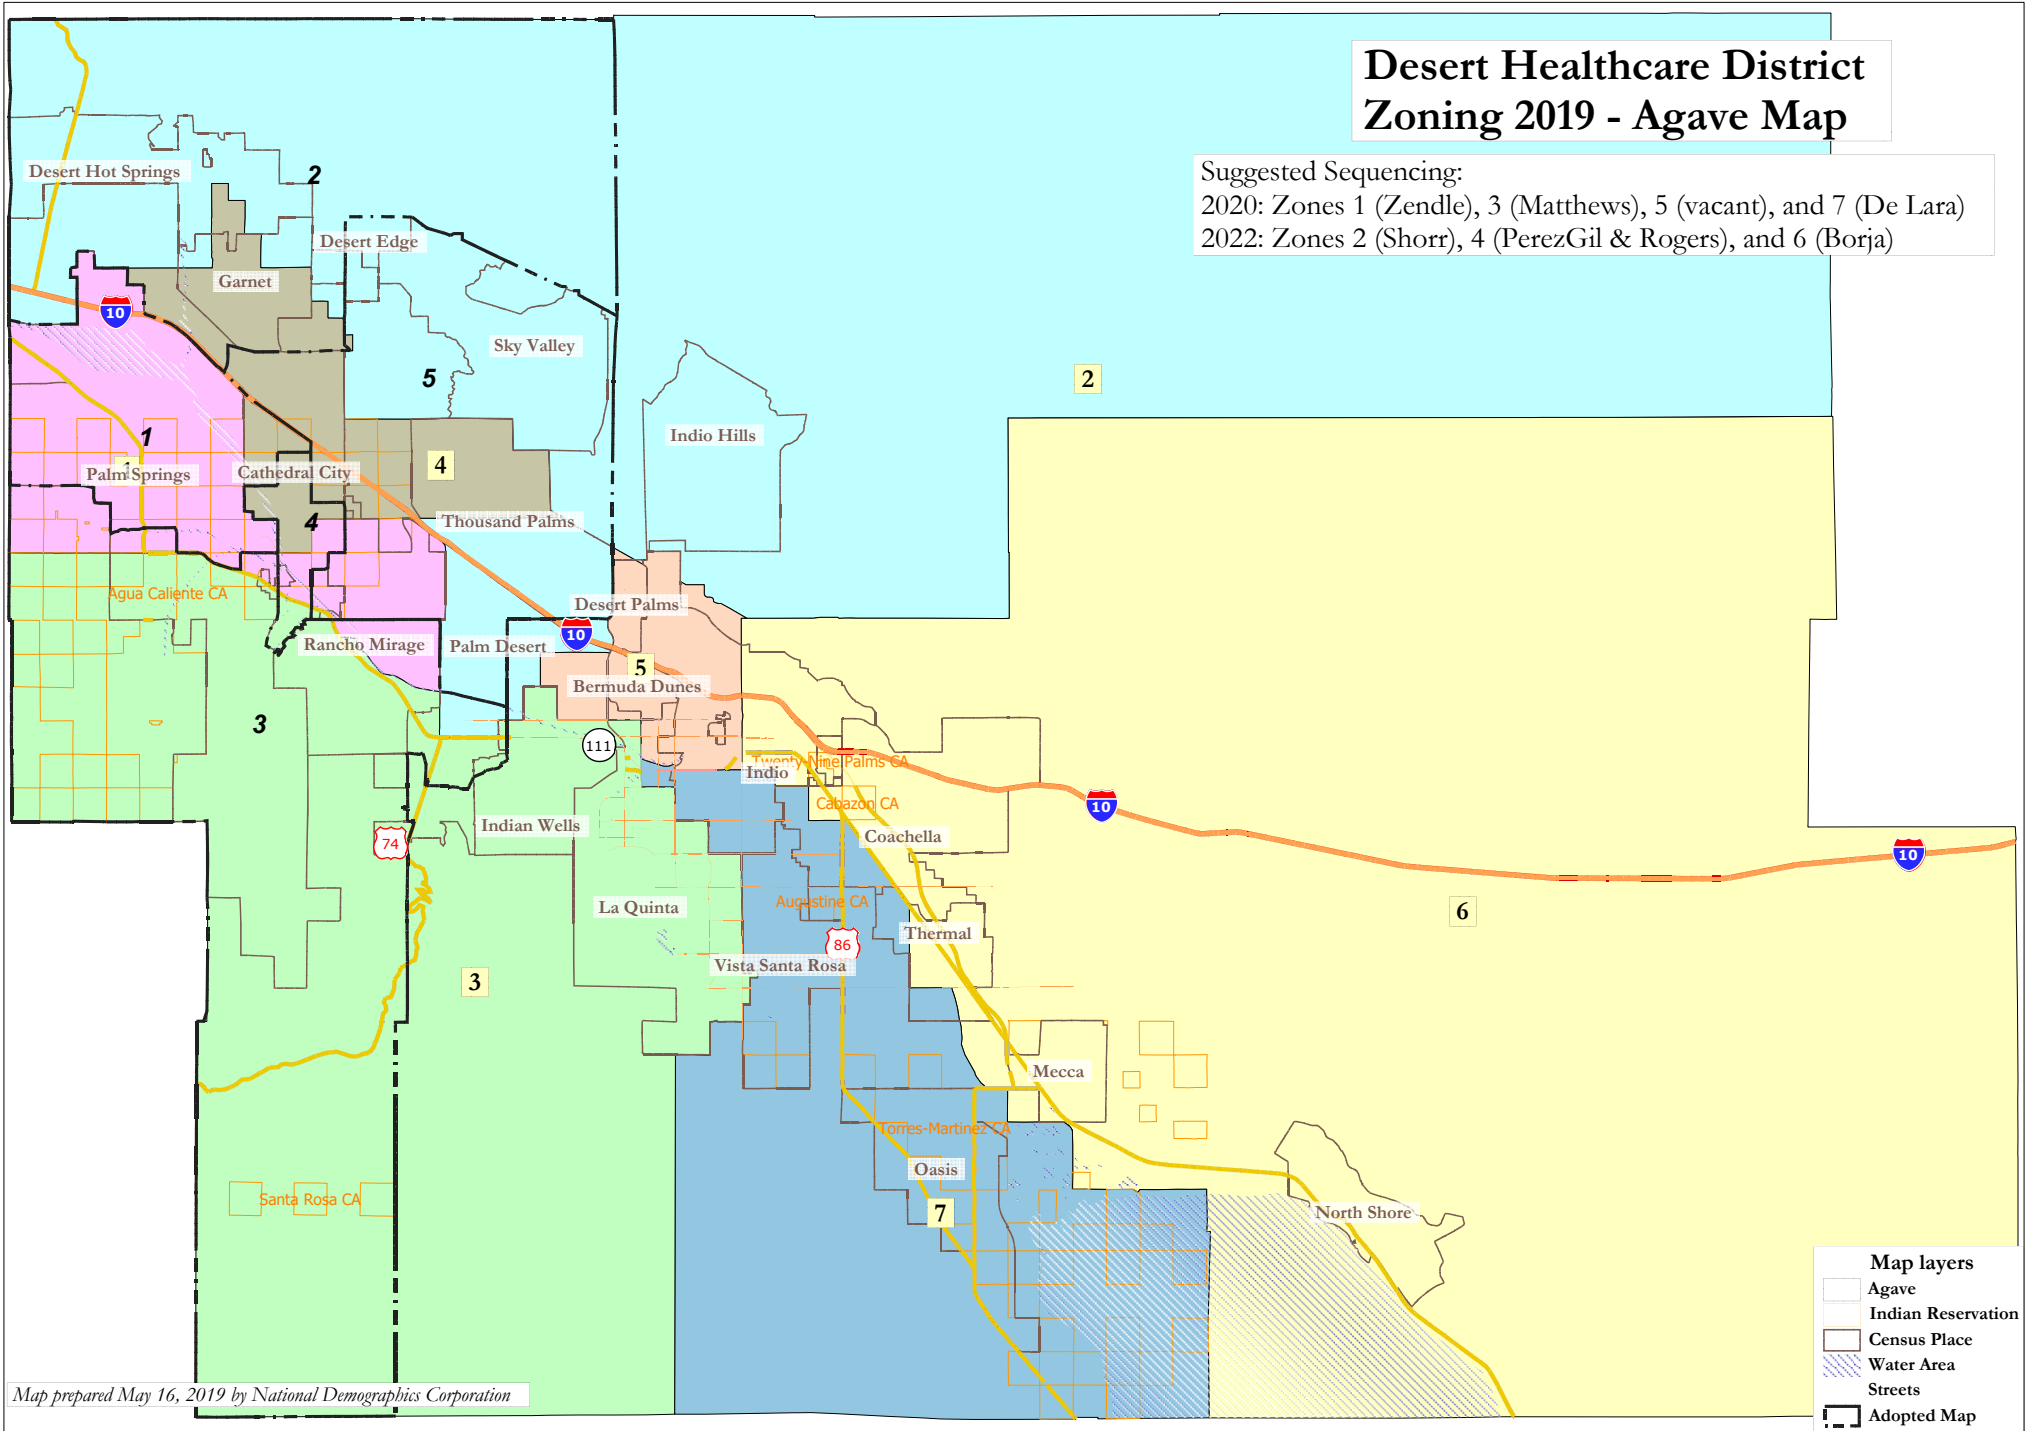 Desert Healthcare District
Zoning 2019 - Agave Map
Suggested Sequencing:
2020: Zones 1 (Zendle), 3 (Matthews), 5 (vacant), and 7 (De Lara)
2022: Zones 2 (Shorr), 4 (PerezGil & Rogers), and 6 (Borja)
Desert Hot Springs
2
Desert Edge
Garnet
10
Sky Valley
5
2
1
Indio Hills
4
1
Palm Springs
Cathedral City
4
Thousand Palms
Agua Caliente CA
Desert Palms
10
Rancho Mirage
Palm Desert
5
Bermuda Dunes
3
111
Twenty-Nine Palms CA
Indio
Cabazon CA
10
Indian Wells
Coachella
74
10
La Quinta
Augustine CA
6
Thermal
86
Vista Santa Rosa
3
Mecca
Torres-Martinez CA
Oasis
Santa Rosa CA
7
North Shore
Map layers
Agave
Indian Reservation
Census Place
Water Area
Streets
Adopted Map
Map prepared May 16, 2019 by National Demographics Corporation